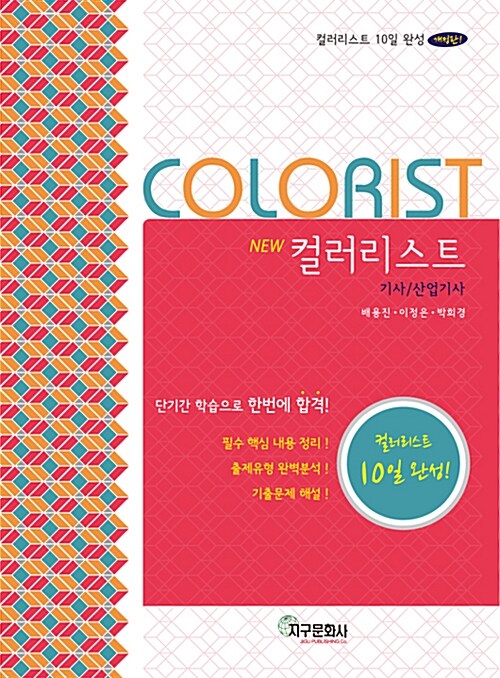 컬러리스트 10일 완성 개정판!
COLORIST
NEW 컬러리스트
기사/산업기사
배용진 • 이정은 • 박희경
단기간 학습으로 한번에 합격!
필수 핵심 내용 정리 !
출제유형 완벽분석 !
기출문제 해설 !
컬러리스트
10일 완성!
지구문화사
JIGU PUBLISHING Co.